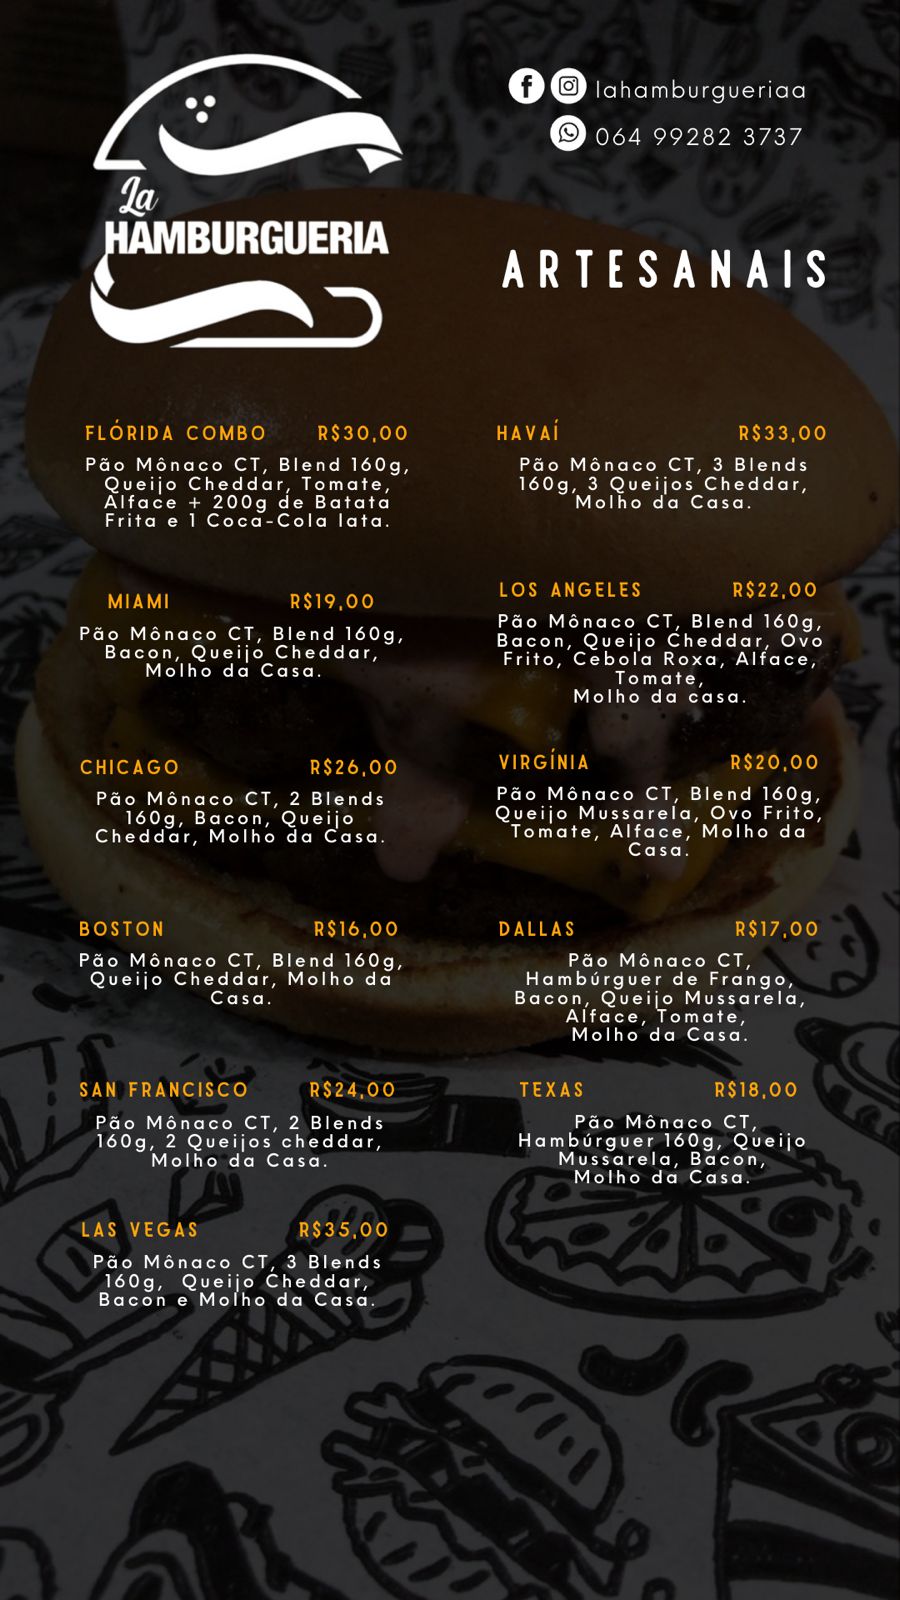 La
HAMBURGUERIA
lahamburgueriaa
064 99282 3737
ARTESANAIS
FLÓRIDA COMBO R$30,00
Pão Mônaco CT, Blend 160g,
Queijo Cheddar, Tomate,
Alface + 200g de Batata
Frita e 1 Coca-Cola lata.
MIAMI R$19,00
Pão Mônaco CT, Blend 160g,
Bacon, Queijo Cheddar,
Molho da Casa.
CHICAGO R$26,00
Pão Mônaco CT, 2 Blends
160g, Bacon, Queijo
Cheddar, Molho da Casa.
BOSTON R$16,00
Pão Mônaco CT, Blend 160g,
Queijo Cheddar, Molho da
Casa.
SAN FRANCISCO R$24,00
Pão Mônaco CT, 2 Blends
160g, 2 Queijos cheddar,
Molho da Casa.
LAS VEGAS R$35,00
Pão Mônaco CT, 3 Blends
160g, Queijo Cheddar,
Bacon e Molho da Casa.
HAVAÍ R$33,00
Pão Mônaco CT, 3 Blends
160g, 3 Queijos Cheddar,
Molho da Casa.
LOS ANGELES R$22,00
Pão Mônaco CT, Blend 160g,
Bacon, Queijo Cheddar, Ovo
Frito, Cebola Roxa, Alface,
Tomate,
Molho da casa.
VIRGÍNIA R$20,00
Pão Mônaco CT, Blend 160g,
Queijo Mussarela, Ovo Frito,
Tomate, Alface, Molho da
Casa.
DALLAS R$17,00
Pão Mônaco CT,
Hambúrguer de Frango,
Bacon, Queijo Mussarela,
Alface, Tomate,
Molho da Casa.
TEXAS R$18,00
Pão Mônaco CT,
Hambúrguer 160g, Queijo
Mussarela, Bacon,
Molho da Casa.